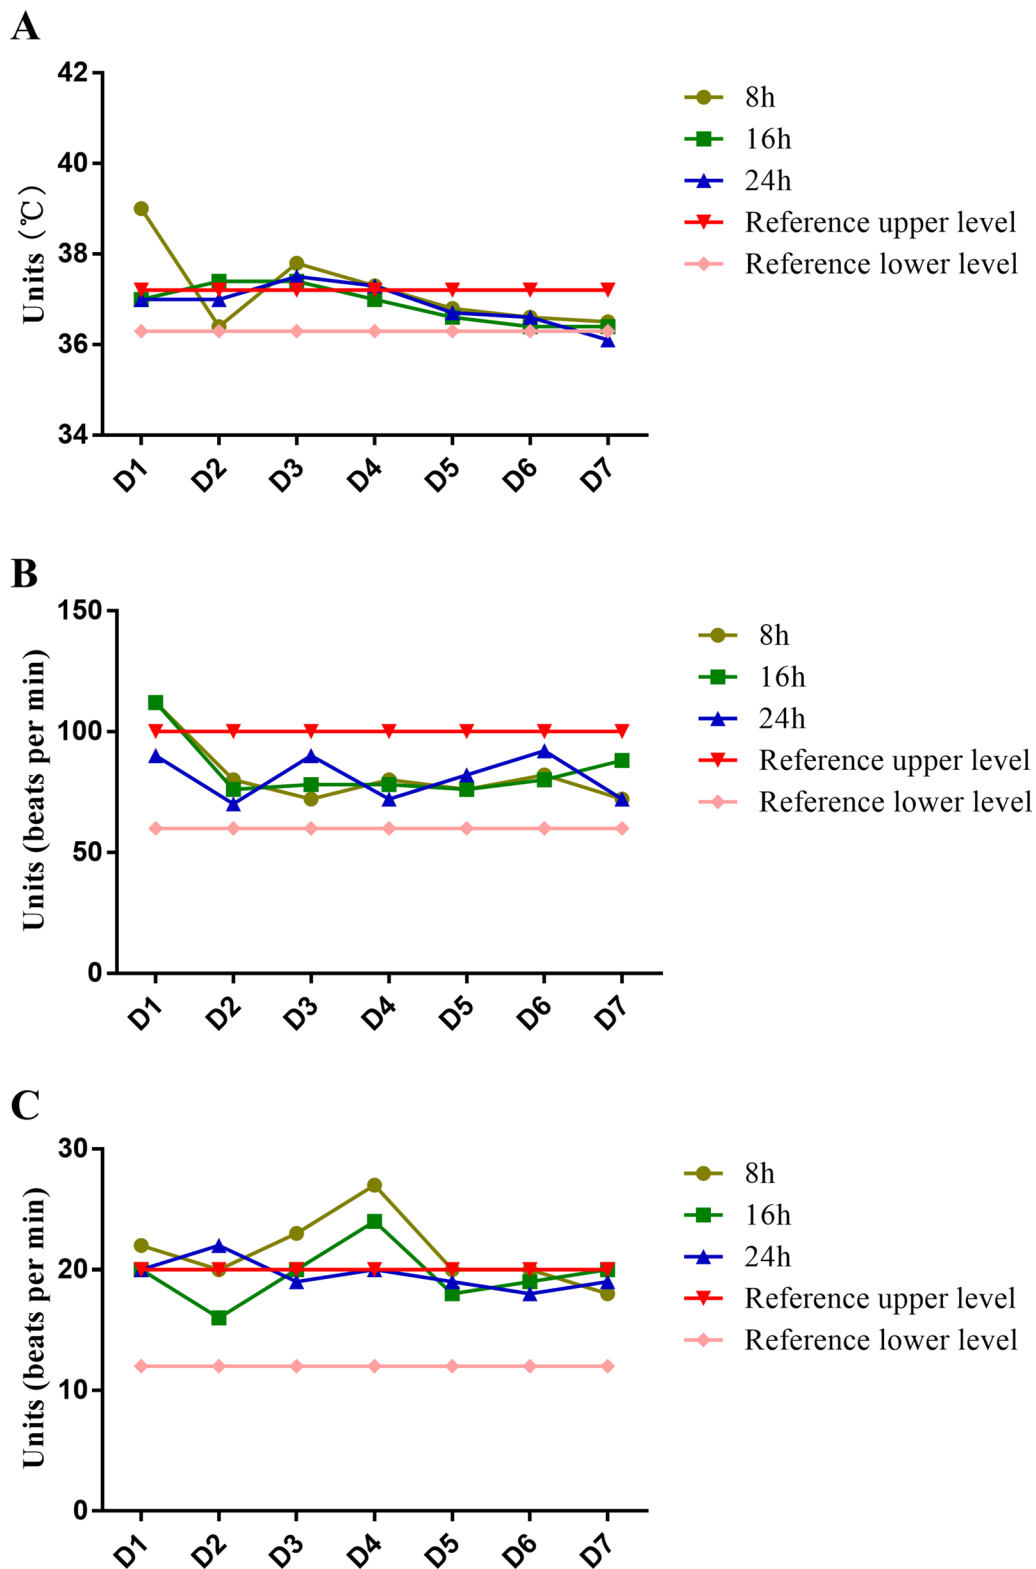 A
42
40
38
36
34
Units (℃)
D1 D2 D3 D4 D5 D6 D7
8h
16h
24h
Reference upper level
Reference lower level
B
150
100
50
0
Units (beats per min)
D1 D2 D3 D4 D5 D6 D7
8h
16h
24h
Reference upper level
Reference lower level
C
30
20
10
0
Units (beats per min)
D1 D2 D3 D4 D5 D6 D7
8h
16h
24h
Reference upper level
Reference lower level